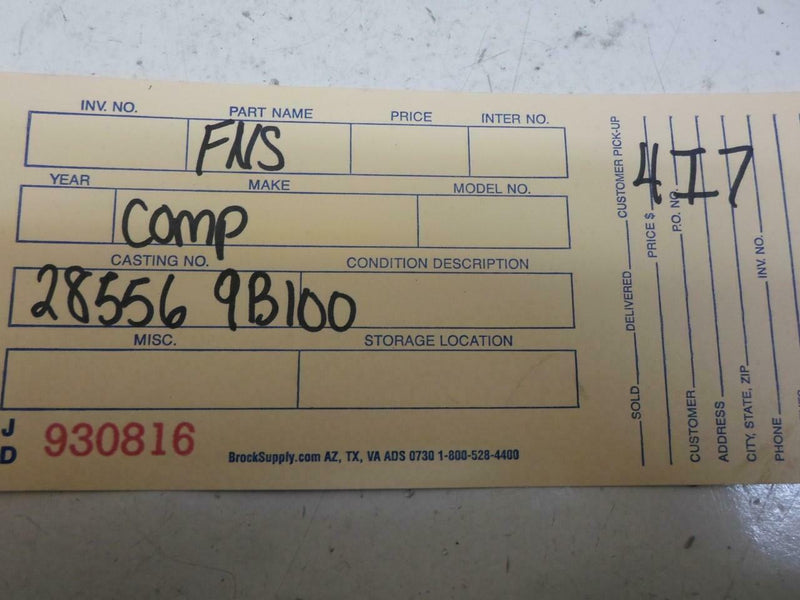 INV. NO. PART NAME PRICE INTER NO.
FNS
YEAR MAKE MODEL NO.
Comp
CASTING NO. CONDITION DESCRIPTION
28556 9B100
MISC. STORAGE LOCATION
J
D
930816
BrockSupply.com AZ, TX, VA ADS 0730 1-800-528-4400
4I7
SOLD DELIVERED CUSTOMER PICK-UP
PRICE $
P.O. NO.
CUSTOMER
ADDRESS
CITY, STATE, ZIP
INV. NO.
PHONE